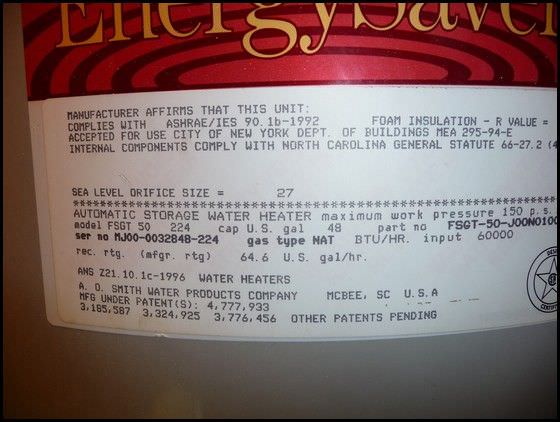 EnergySaver
MANUFACTURER AFFIRMS THAT THIS UNIT:
COMPLIES WITH ASHRAE/IES 90.1b-1992 FOAM INSULATION - R VALUE =
ACCEPTED FOR USE CITY OF NEW YORK DEPT. OF BUILDINGS MEA 295-94-E
INTERNAL COMPONENTS COMPLY WITH NORTH CAROLINA GENERAL STATUTE 66-27.2 (4
SEA LEVEL ORIFICE SIZE = 27
AUTOMATIC STORAGE WATER HEATER maximum work pressure 150 p.s.
model FSGT 50 224 cap U.S. gal 48 part no FSGT-50-JOON0100
ser no MJ00-0032848-224 gas type NAT BTU/HR. input 60000
rec. rtg. (mfgr. rtg) 64.6 U.S. gal/hr.
ANS Z21.10.1c-1996 WATER HEATERS
A. O. SMITH WATER PRODUCTS COMPANY MCBEE, SC U.S.A
MFG UNDER PATENT(S): 4,777,933
3,185,587 3,324,925 3,776,456 OTHER PATENTS PENDING